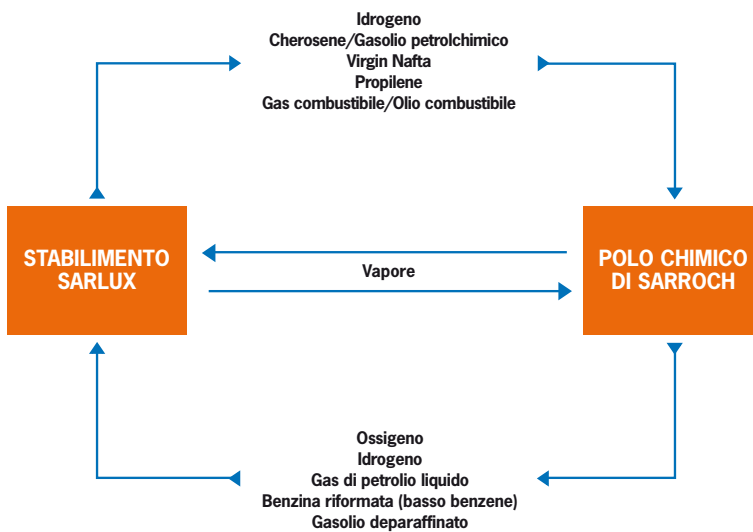 Idrogeno
Cherosene/Gasolio petrolchimico
Virgin Nafta
Propilene
Gas combustibile/Olio combustibile
STABILIMENTO
SARLUX
Vapore
POLO CHIMICO
DI SARROCH
Ossigeno
Idrogeno
Gas di petrolio liquido
Benzina riformata (basso benzene)
Gasolio deparaffinato